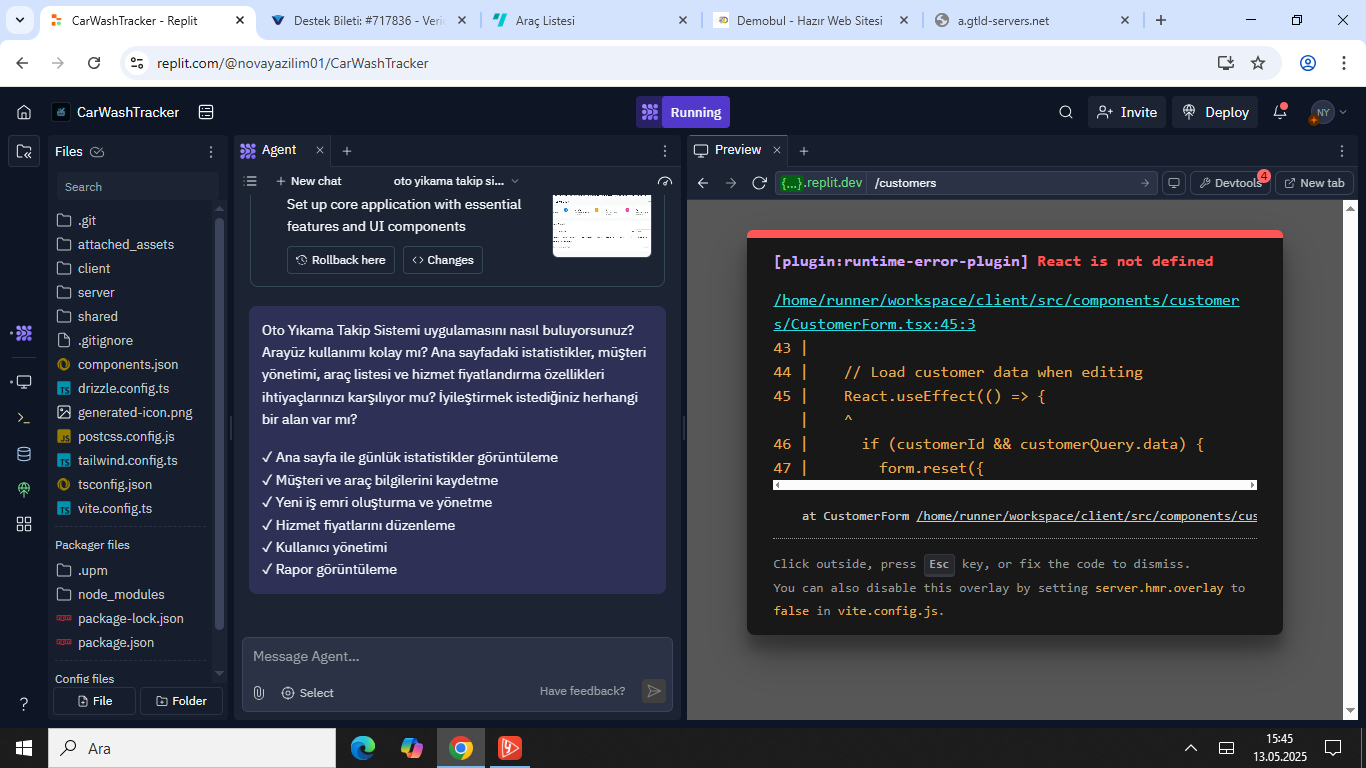 CarWashTracker - Replit
Destek Bileti: #717836 - Veri
Araç Listesi
Demobul - Hazır Web Sitesi
a.gtld-servers.net
replit.com/@novayazilim01/CarWashTracker
CarWashTracker
Running
Invite
Deploy
NY
Files
Search
.git
attached_assets
client
server
shared
.gitignore
components.json
drizzle.config.ts
generated-icon.png
postcss.config.js
tailwind.config.ts
tsconfig.json
vite.config.ts
Packager files
.upm
node_modules
package-lock.json
package.json
Config files
File
Folder
Agent
New chat
oto yikama takip si...
Set up core application with essential
features and UI components
Rollback here
Changes
Oto Yıkama Takip Sistemi uygulamasını nasıl buluyorsunuz?
Arayüz kullanımı kolay mı? Ana sayfadaki istatistikler, müşteri
yönetimi, araç listesi ve hizmet fiyatlandırma özellikleri
ihtiyaçlarınızı karşılıyor mu? İyileştirmek istediğiniz herhangi
bir alan var mı?
✓ Ana sayfa ile günlük istatistikler görüntüleme
✓ Müşteri ve araç bilgilerini kaydetme
✓ Yeni iş emri oluşturma ve yönetme
✓ Hizmet fiyatlarını düzenleme
✓ Kullanıcı yönetimi
✓ Rapor görüntüleme
Message Agent...
Select
Have feedback?
Preview
{...}.replit.dev
/customers
Devtools
4
New tab
[plugin:runtime-error-plugin] React is not defined
/home/runner/workspace/client/src/components/customer
s/CustomerForm.tsx:45:3
43 |
44 | // Load customer data when editing
45 | React.useEffect(() => {
| ^
46 | if (customerId && customerQuery.data) {
47 | form.reset({
at CustomerForm /home/runner/workspace/client/src/components/cus
Click outside, press Esc key, or fix the code to dismiss.
You can also disable this overlay by setting server.hmr.overlay to
false in vite.config.js.
Ara
15:45
13.05.2025